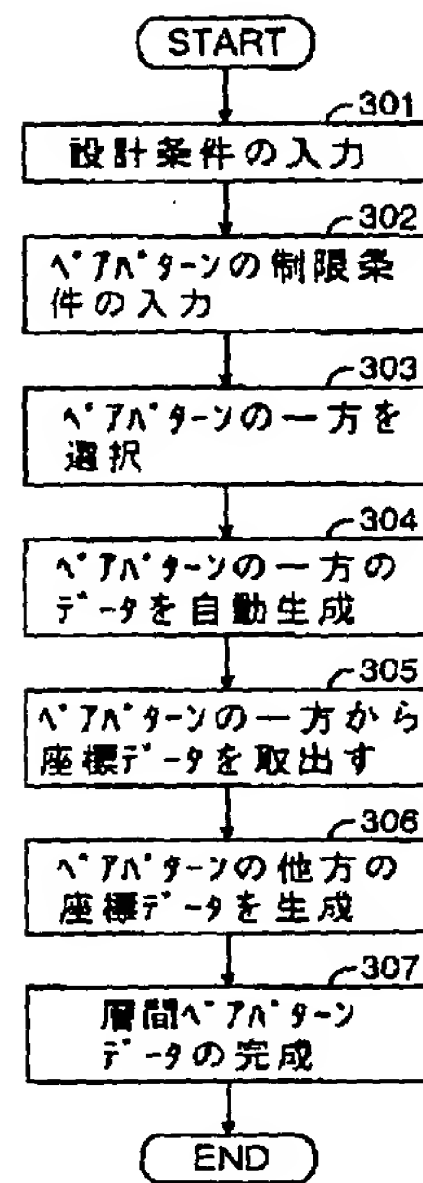 START
301
設計条件の入力
302
ペアパターンの制限条
件の入力
303
ペアパターンの一方を
選択
304
ペアパターンの一方の
データを自動生成
305
ペアパターンの一方から
座標データを取出す
306
ペアパターンの他方の
座標データを生成
307
層間ペアパターン
データの完成
END